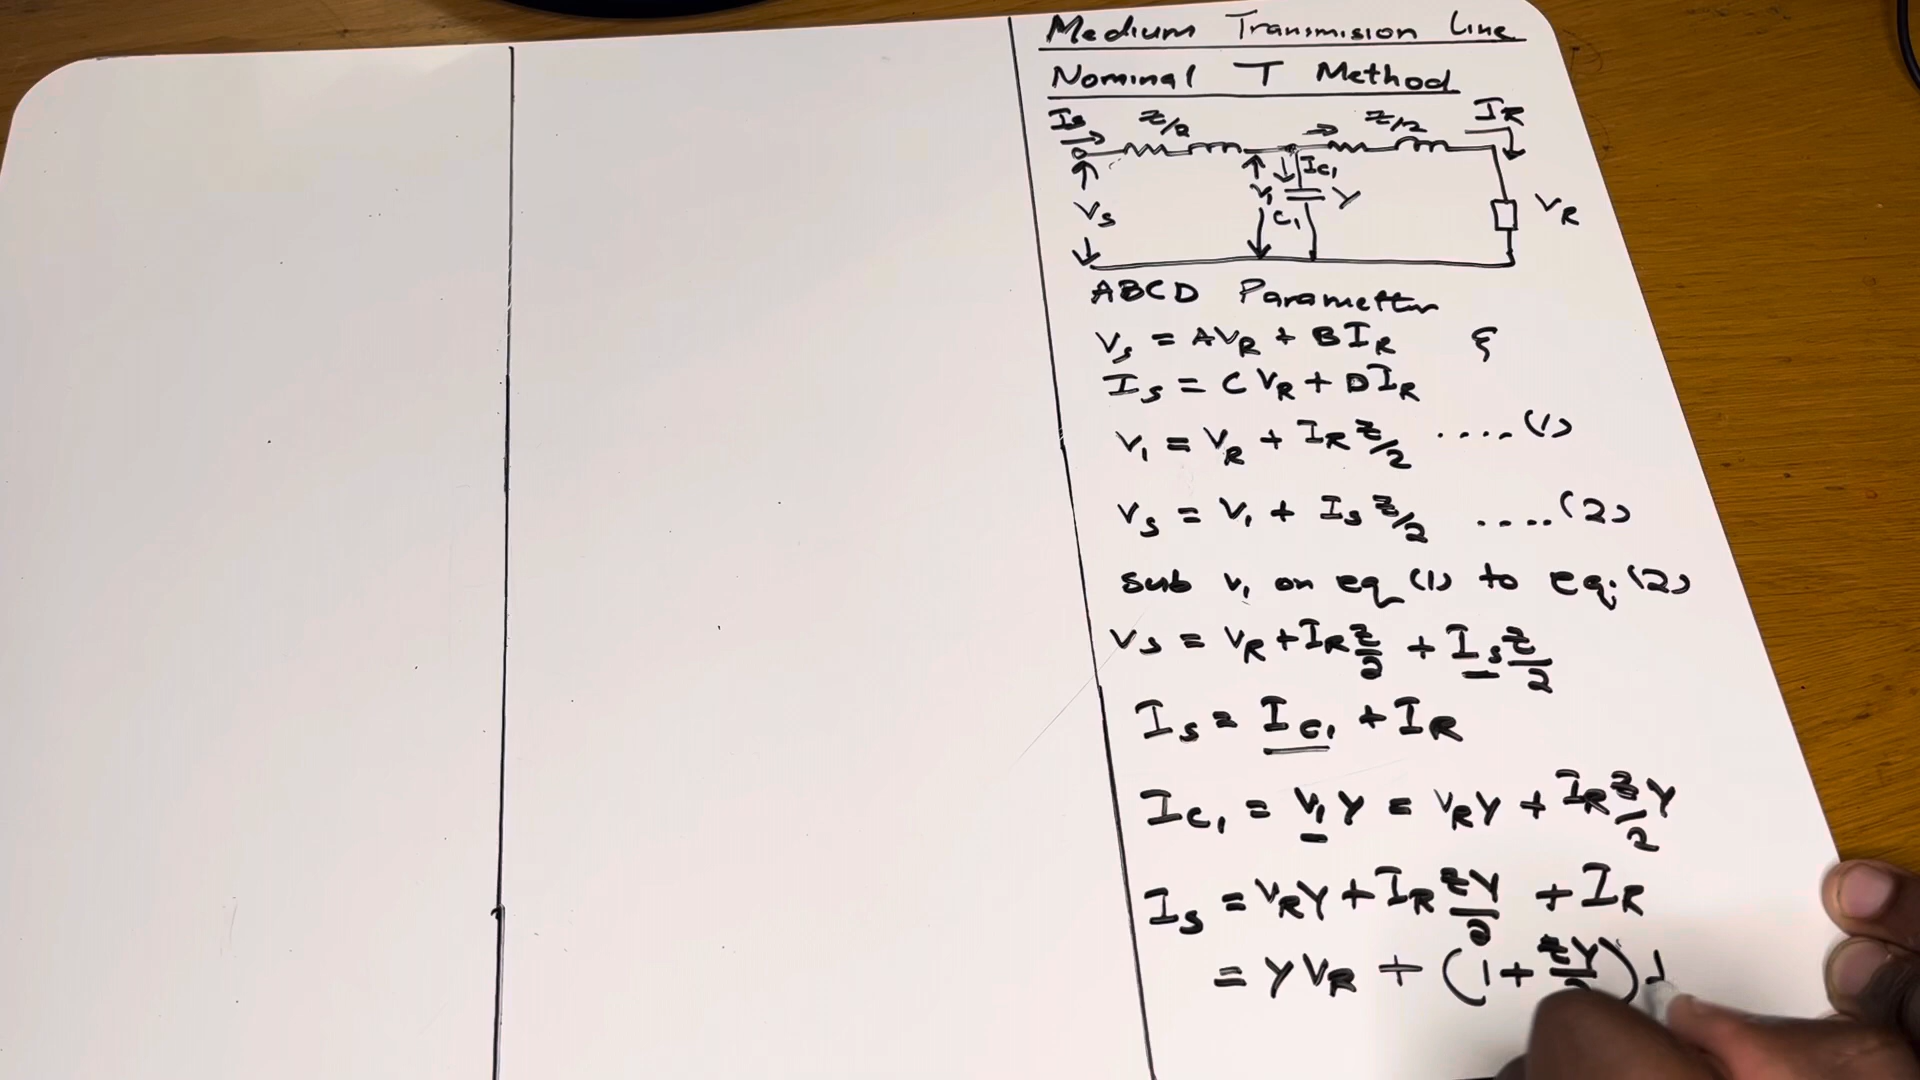 Medium Transmision Line
Nominal T Method
Is Z/2 Z/2 IR
Ic1
Vs V1 Y VR
C1
ABCD Parametter
Vs = AVR + BIR &
Is = CVR + DIR
V1 = VR + IR Z/2 ....(1)
Vs = V1 + Is Z/2 ....(2)
Sub V1 on eq (1) to eq. (2)
Vs = VR + IR Z/2 + Is Z/2
Is = Ic1 + IR
Ic1 = V1 Y = VRY + IR Z/2 Y
Is = VRY + IR ZY/2 + IR
= YVR + (1 + ZY/2)